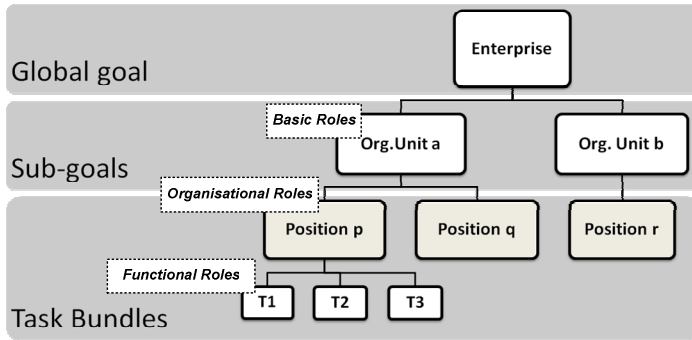 Enterprise
Global goal
Basic Roles
Org.Unit a
Org. Unit b
Sub-goals
Organisational Roles
Position p
Position q
Position r
Functional Roles
T1
T2
T3
Task Bundles